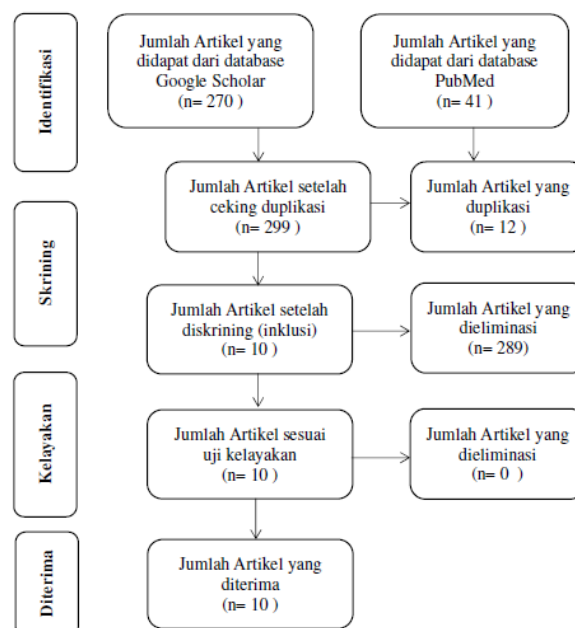 Identifikasi
Jumlah Artikel yang
didapat dari database
Google Scholar
(n= 270 )
Jumlah Artikel yang
didapat dari database
PubMed
(n= 41 )
Jumlah Artikel setelah
ceking duplikasi
(n= 299 )
Jumlah Artikel yang
duplikasi
(n= 12 )
Skrining
Jumlah Artikel setelah
diskrining (inklusi)
(n= 10 )
Jumlah Artikel yang
dieliminasi
(n= 289)
Kelayakan
Jumlah Artikel sesuai
uji kelayakan
(n= 10 )
Jumlah Artikel yang
dieliminasi
(n= 0 )
Diterima
Jumlah Artikel yang
diterima
(n= 10 )